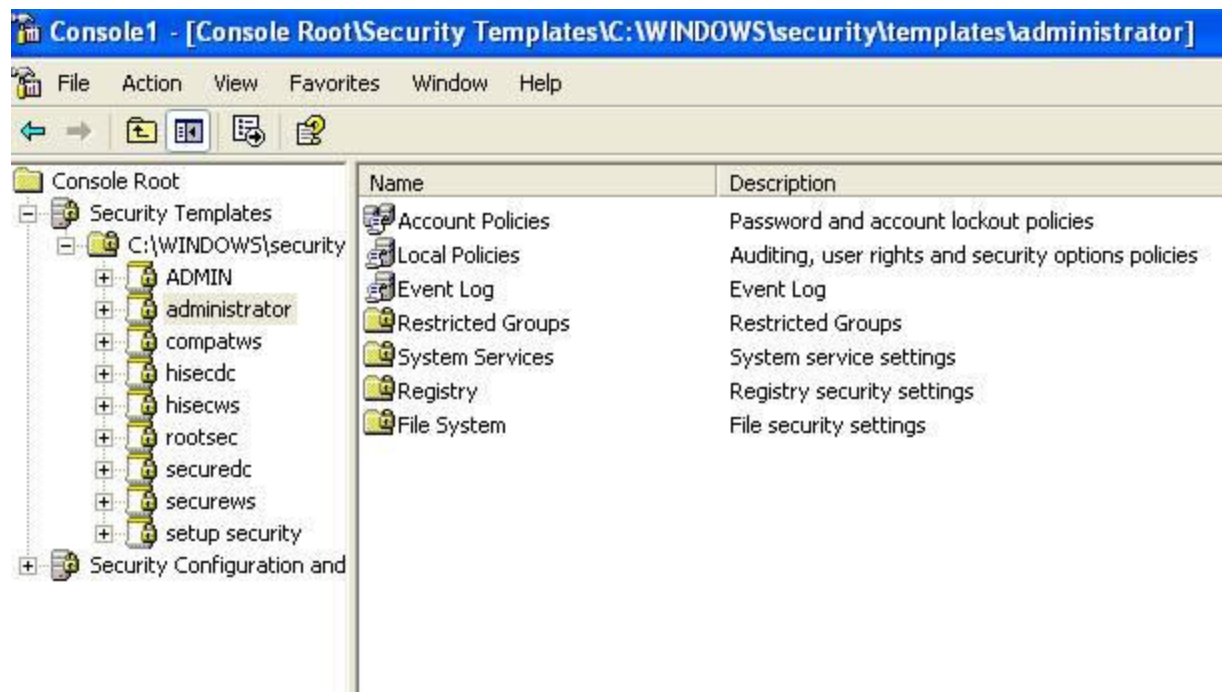 Console1 - [Console Root\Security Templates\C:\WINDOWS\security\templates\administrator]
File Action View Favorites Window Help
Console Root
Security Templates
C:\WINDOWS\security
ADMIN
administrator
compatws
hisecdc
hisecws
rootsec
securedc
securews
setup security
Security Configuration and
Name Description
Account Policies Password and account lockout policies
Local Policies Auditing, user rights and security options policies
Event Log Event Log
Restricted Groups Restricted Groups
System Services System service settings
Registry Registry security settings
File System File security settings